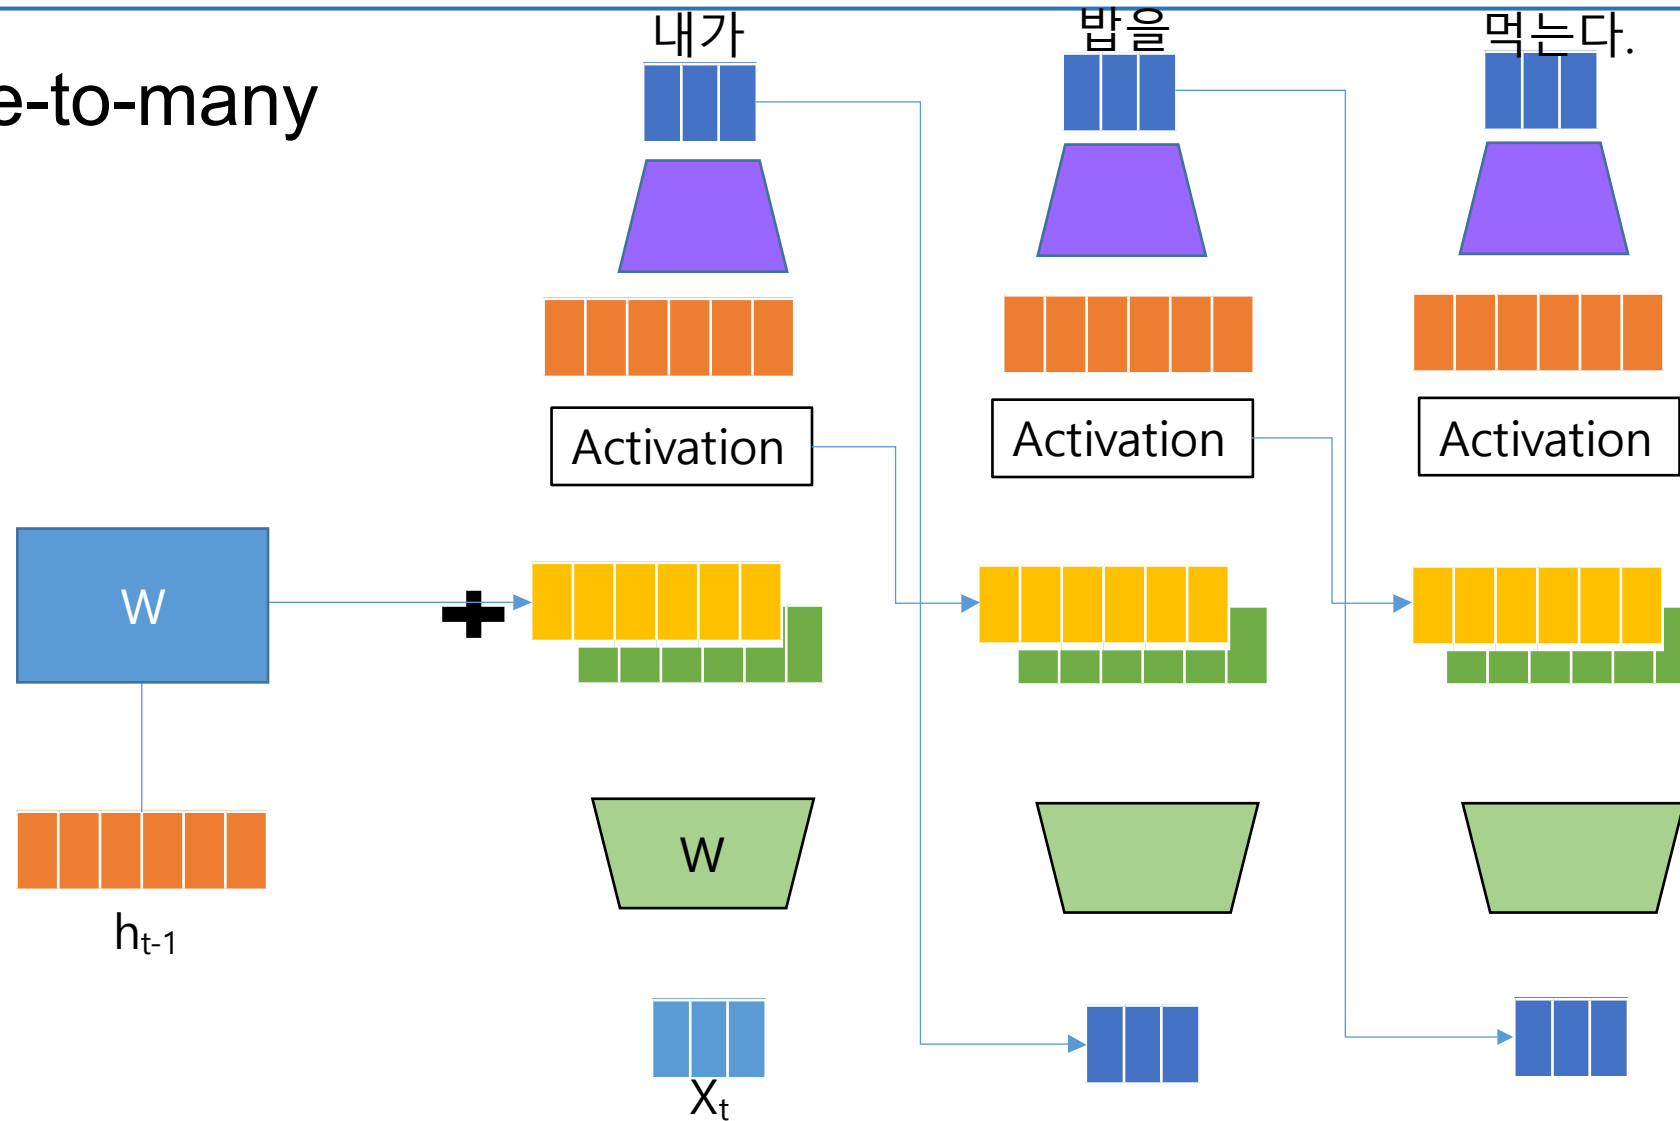 내가
밥을
먹는다.
e-to-many
Activation
Activation
Activation
W
W
ht-1
Xt